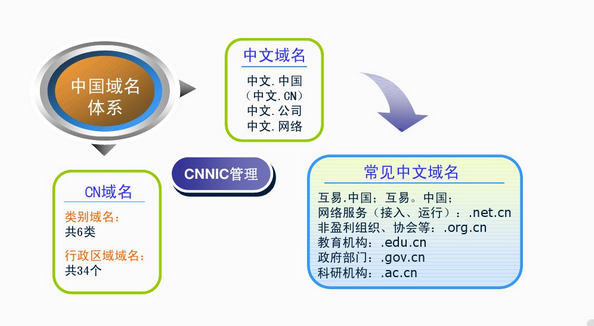 中国域名
体系
中文域名
中文.中国
（中文.CN）
中文.公司
中文.网络
CNNIC管理
CN域名
类别域名：
共6类
行政区域域名：
共34个
常见中文域名
互易.中国；互易。中国；
网络服务（接入、运行）：.net.cn
非盈利组织、协会等：.org.cn
教育机构：.edu.cn
政府部门：.gov.cn
科研机构：.ac.cn